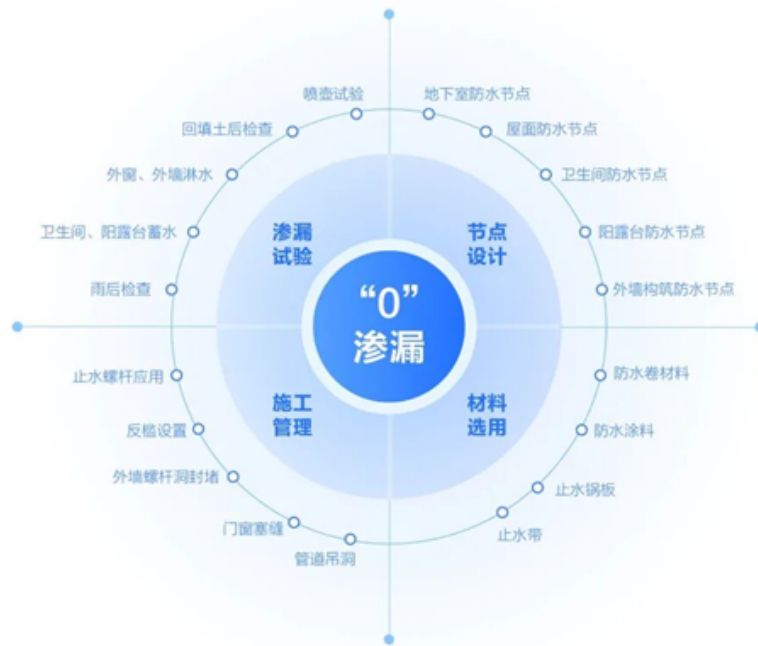 喷壶试验
地下室防水节点
回填土后检查
屋面防水节点
外窗、外墙淋水
卫生间防水节点
卫生间、阳露台蓄水
渗漏
试验
节点
设计
阳露台防水节点
雨后检查
“0”
渗漏
外墙构筑防水节点
止水螺杆应用
防水卷材料
施工
管理
材料
选用
反槛设置
防水涂料
外墙螺杆洞封堵
止水锅板
门窗塞缝
止水带
管道吊洞